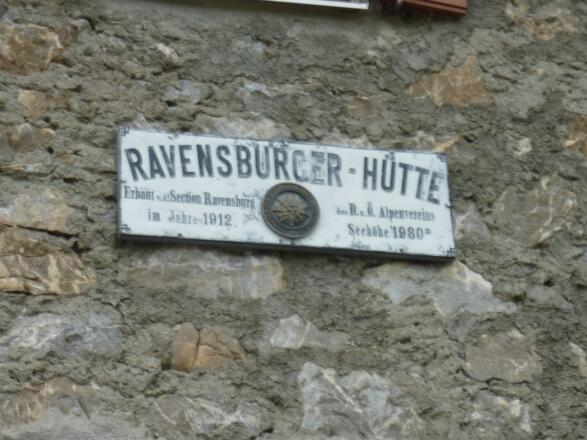 RAVENSBURGER - HÜTTE
Erbaut v. d. Section Ravensburg des D. u. Ö. Alpenvereins
im Jahre 1912. Seehöhe 1980 m